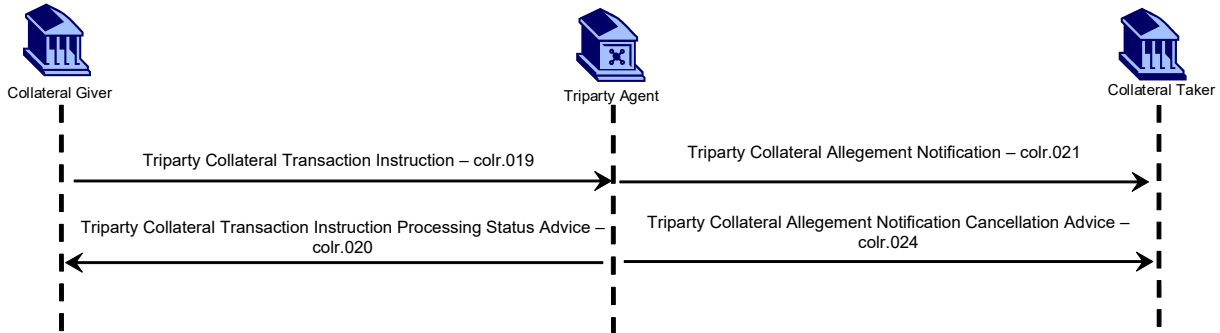 Collateral Giver
Triparty Agent
Collateral Taker
Triparty Collateral Transaction Instruction – colr.019
Triparty Collateral Allegement Notification – colr.021
Triparty Collateral Transaction Instruction Processing Status Advice –
colr.020
Triparty Collateral Allegement Notification Cancellation Advice –
colr.024